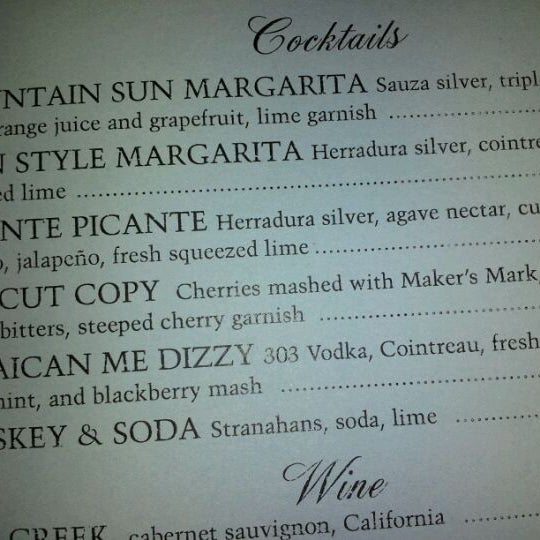 Cocktails
NTAIN SUN MARGARITA Sauza silver, tripl
range juice and grapefruit, lime garnish
STYLE MARGARITA Herradura silver, cointre
ed lime
NTE PICANTE Herradura silver, agave nectar, cu
, jalapeño, fresh squeezed lime
CUT COPY Cherries mashed with Maker's Mark,
bitters, steeped cherry garnish
AICAN ME DIZZY 303 Vodka, Cointreau, fresh
mint, and blackberry mash
SKEY & SODA Stranahans, soda, lime
Wine
CREEK cabernet sauvignon, California